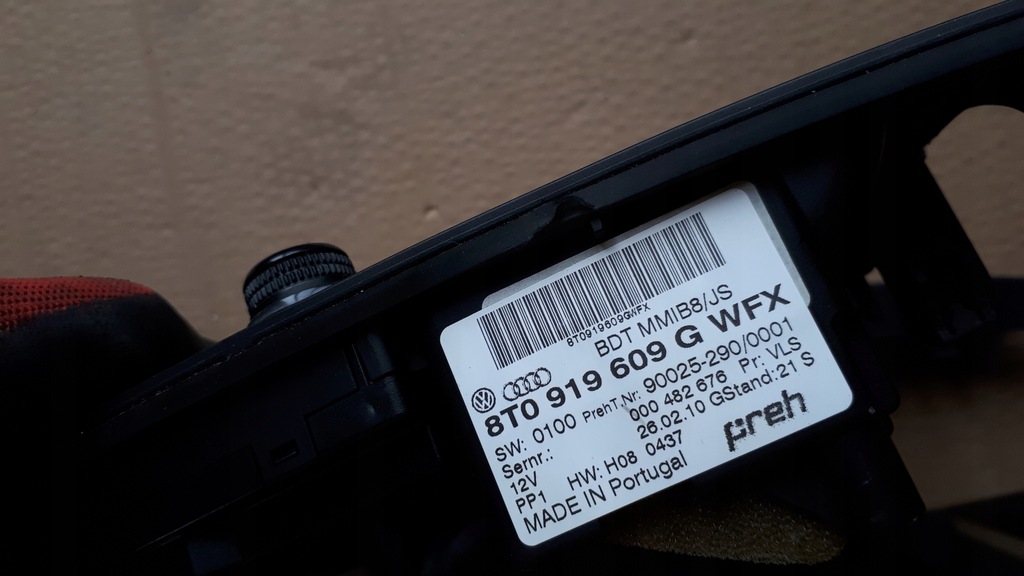 8T0919609GWFX
BDT MMIB8/JS
8T0 919 609 G WFX
SW: 0100 PrehT.Nr: 90025-290/0001
Sernr.: 000 482 676 Pr: VLS
12V 26.02.10 GStand: 21 S
PP1 HW: H08 0437
MADE IN Portugal
preh